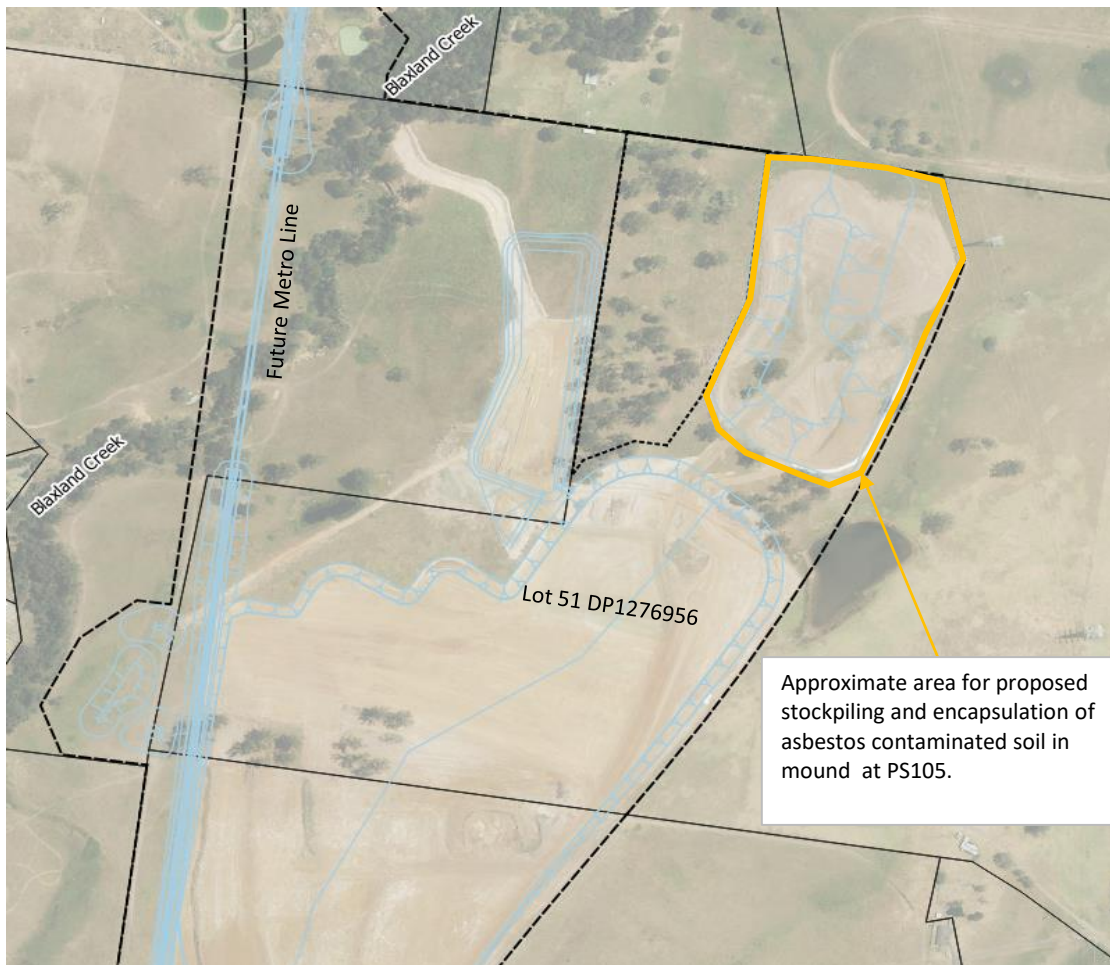 Blaxland Creek
Future Metro Line
Blaxland Creek
Lot 51 DP1276956
Approximate area for proposed
stockpiling and encapsulation of
asbestos contaminated soil in
mound at PS105.